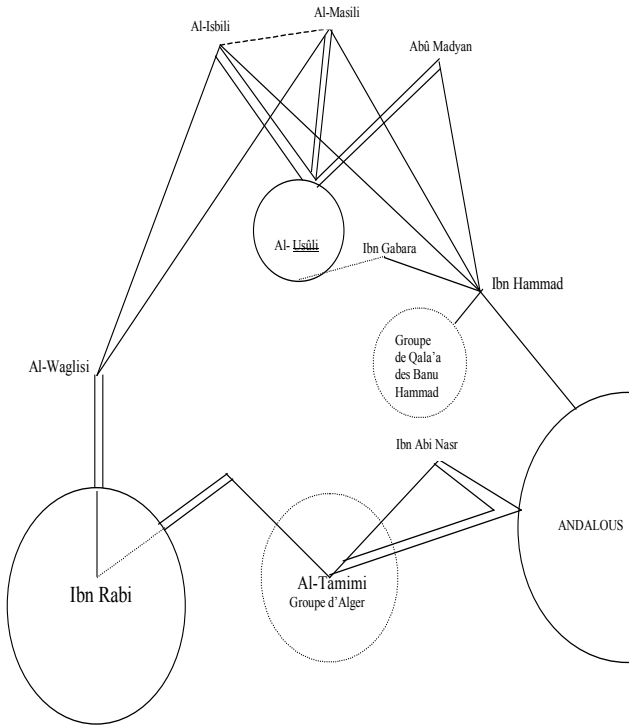 Al-Masili
Al-Isbili
Abû Madyan
Al- Usûli
Ibn Gabara
Ibn Hammad
Groupe
de Qala’a
des Banu
Hammad
Al-Waglisi
Ibn Abi Nasr
ANDALOUS
Al-Tamimi
Groupe d’Alger
Ibn Rabi